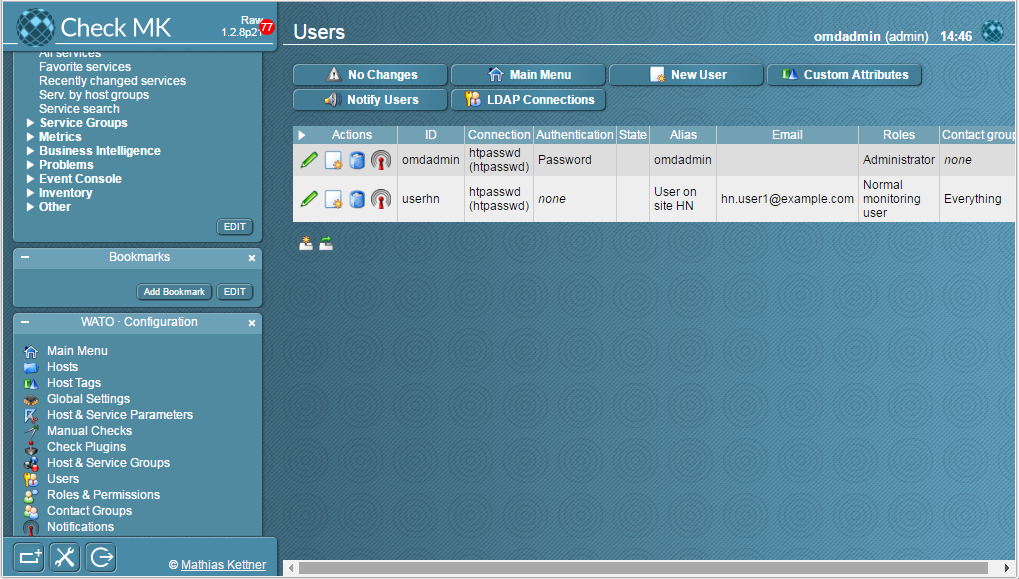 Check MK
Raw
1.2.8p21
77
Users
omdadmin (admin) 14:46
All services
Favorite services
Recently changed services
Serv. by host groups
Service search
Service Groups
Metrics
Business Intelligence
Problems
Event Console
Inventory
Other
EDIT
Bookmarks
Add Bookmark EDIT
WATO · Configuration
Main Menu
Hosts
Host Tags
Global Settings
Host & Service Parameters
Manual Checks
Check Plugins
Host & Service Groups
Users
Roles & Permissions
Contact Groups
Notifications
© Mathias Kettner
No Changes Main Menu New User Custom Attributes
Notify Users LDAP Connections
Actions ID Connection Authentication State Alias Email Roles Contact group
omdadmin htpasswd (htpasswd) Password omdadmin Administrator none
userhn htpasswd (htpasswd) none User on site HN hn.user1@example.com Normal monitoring user Everything